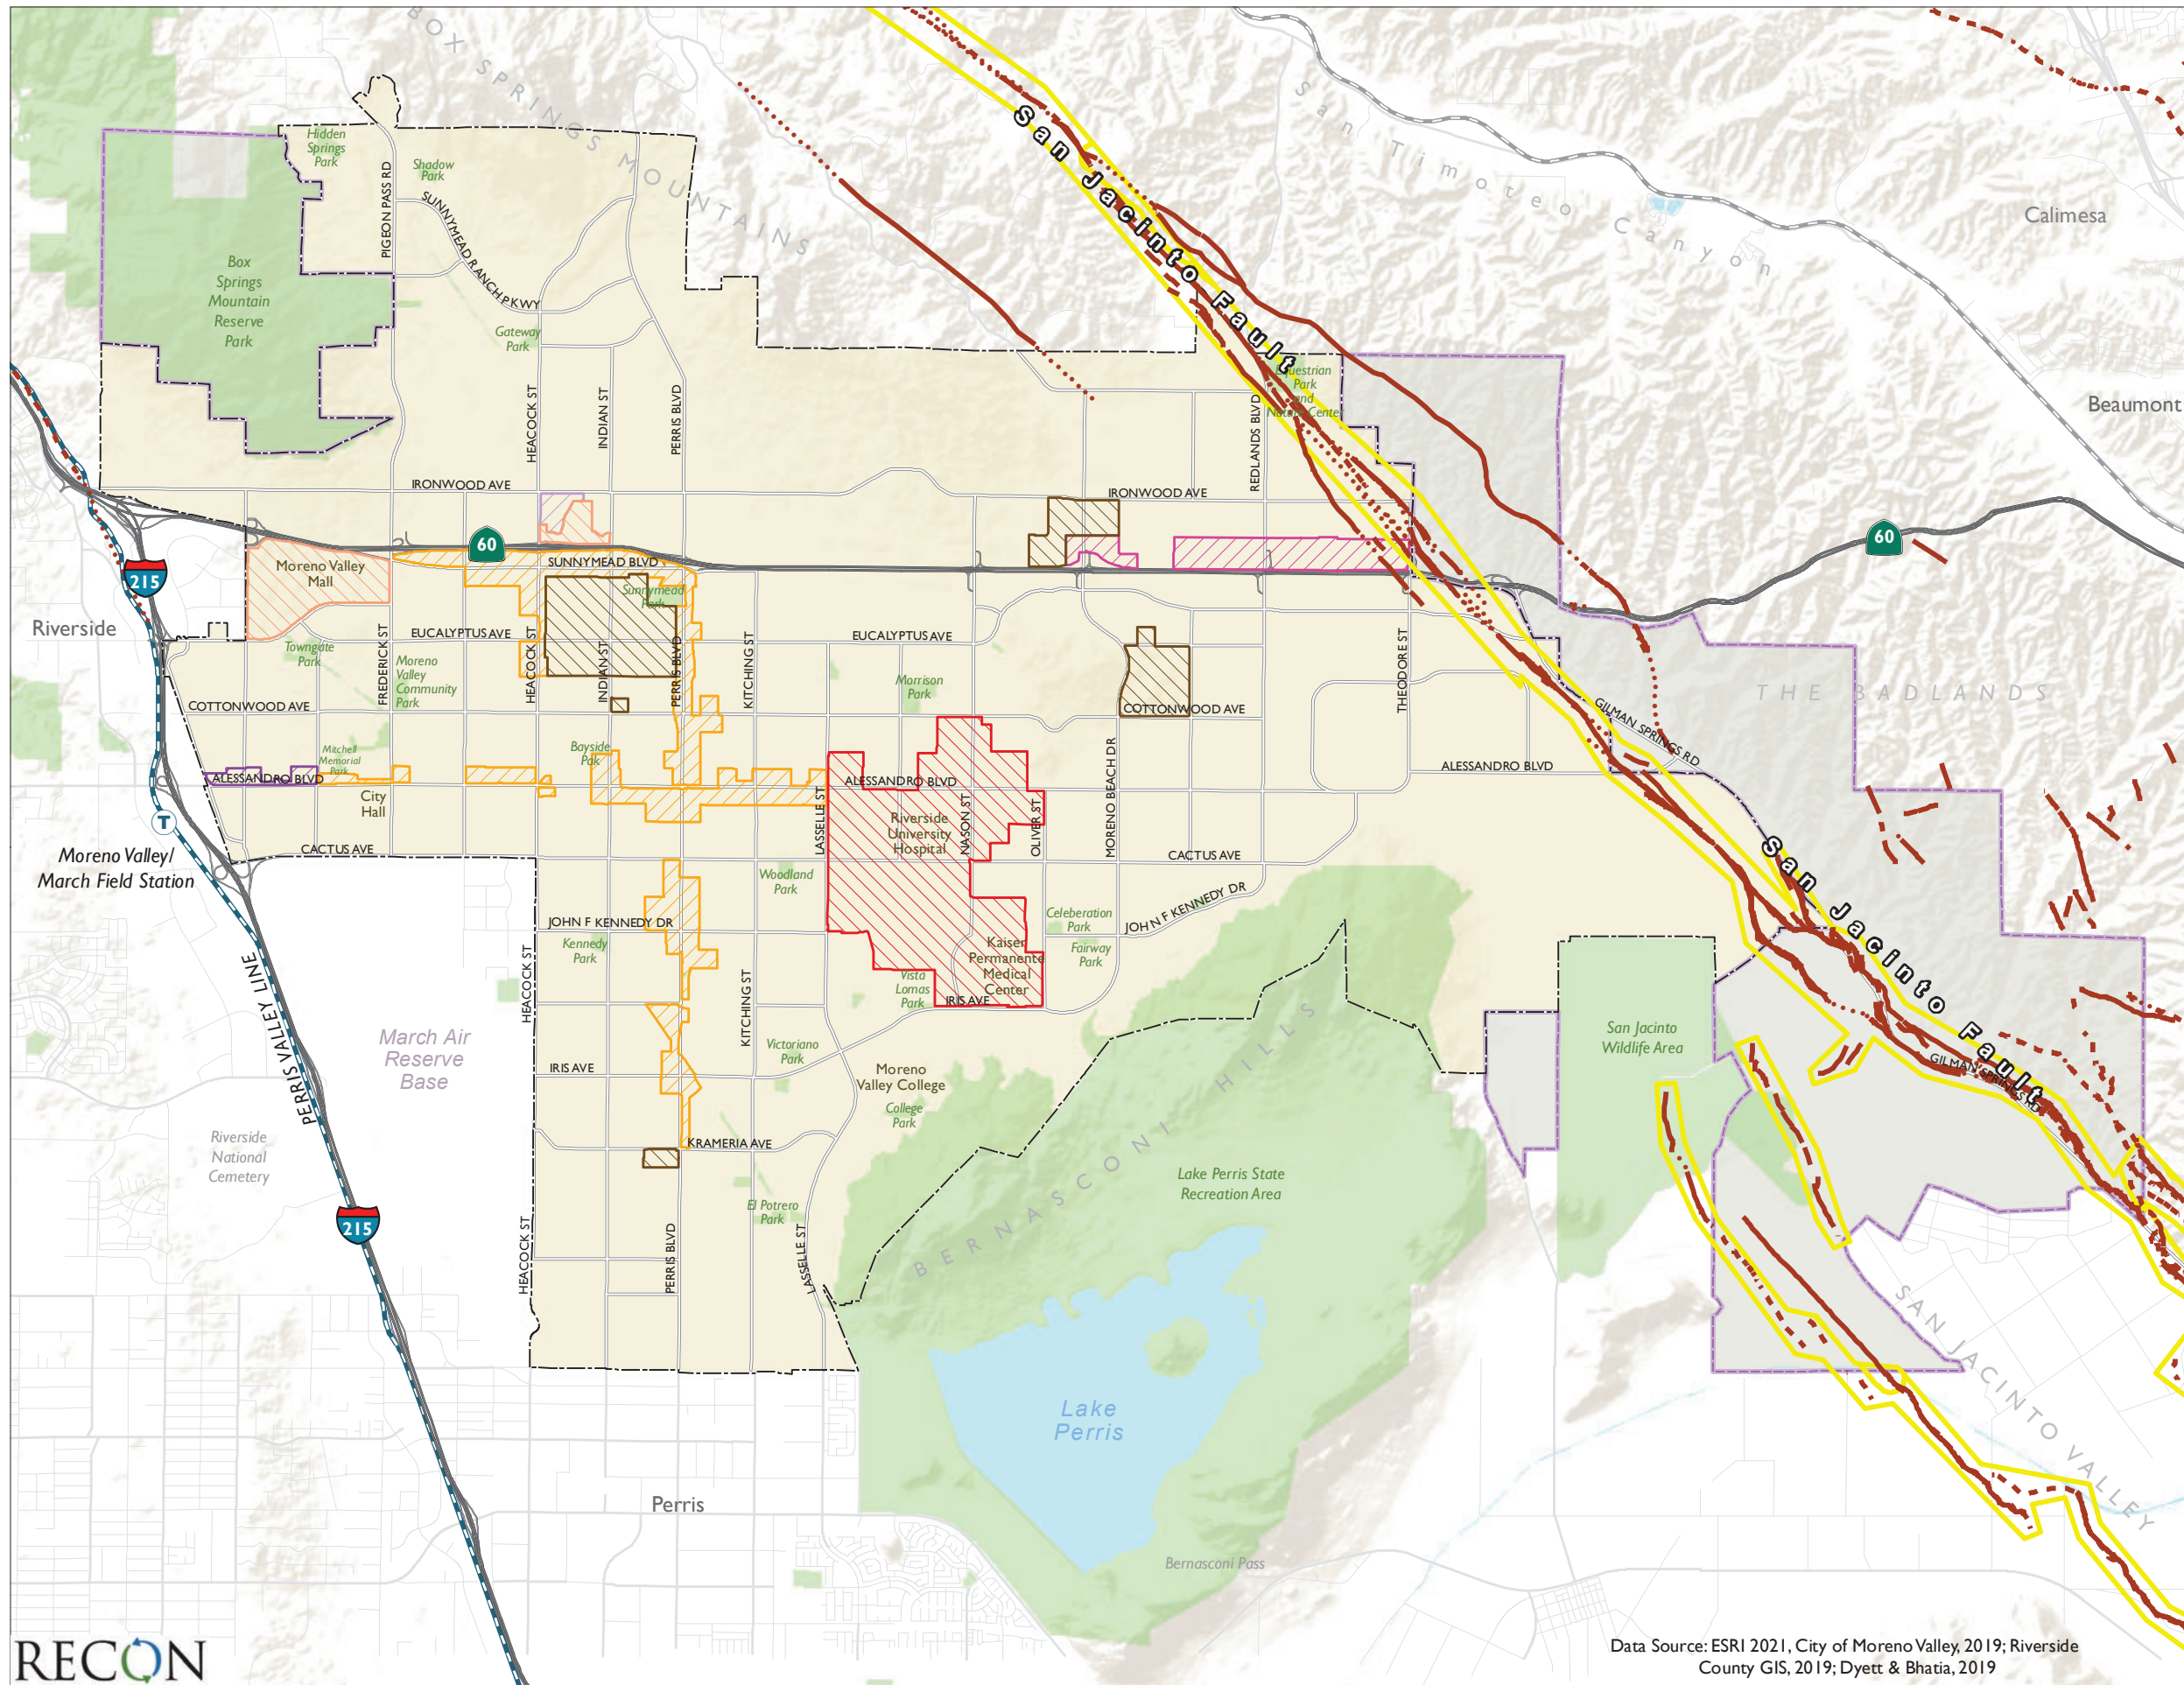 BOX SPRINGS MOUNTAINS
San Timoteo Canyon
San Jacinto Fault
Calimesa
Beaumont
Hidden
Springs
Park
Shadow
Park
PIGEON PASS RD
SUNNYMEAD RANCH PKWY
Box
Springs
Mountain
Reserve
Park
Gateway
Park
HEACOCK ST
INDIAN ST
PERRIS BLVD
REDLANDS BLVD
Equestrian
Park
and
Nature Center
IRONWOOD AVE
IRONWOOD AVE
60
60
215
Moreno Valley
Mall
SUNNYMEAD BLVD
Sunnymead
Park
Riverside
EUCALYPTUS AVE
EUCALYPTUS AVE
Towngate
Park
FREDERICK ST
Moreno
Valley
Community
Park
HEACOCK ST
INDIAN ST
PERRIS BLVD
KITCHING ST
Morrison
Park
THEODORE ST
THE BADLANDS
COTTONWOOD AVE
COTTONWOOD AVE
GILMAN SPRINGS RD
Mitchell
Memorial
Park
Bayside
Pak
ALESSANDRO BLVD
ALESSANDRO BLVD
ALESSANDRO BLVD
City
Hall
LASSELLE ST
Riverside
University
Hospital
NASON ST
OLIVER ST
MORENO BEACH DR
T
Moreno Valley/
March Field Station
CACTUS AVE
CACTUS AVE
San Jacinto Fault
Woodland
Park
JOHN F KENNEDY DR
JOHN F KENNEDY DR
Kennedy
Park
Celeberation
Park
Fairway
Park
Kaiser
Permanente
Medical
Center
Vista
Lomas
Park
IRIS AVE
PERRIS VALLEY LINE
HEACOCK ST
KITCHING ST
March Air
Reserve
Base
Victoriano
Park
IRIS AVE
Moreno
Valley College
College
Park
San Jacinto
Wildlife Area
GILMAN SPRINGS RD
BERNASCONI HILLS
Riverside
National
Cemetery
KRAMERIA AVE
Lake Perris State
Recreation Area
El Potrero
Park
215
HEACOCK ST
PERRIS BLVD
LASSELLE ST
SAN JACINTO VALLEY
Lake
Perris
Perris
Bernasconi Pass
RECON
Data Source: ESRI 2021, City of Moreno Valley, 2019; Riverside
County GIS, 2019; Dyett & Bhatia, 2019